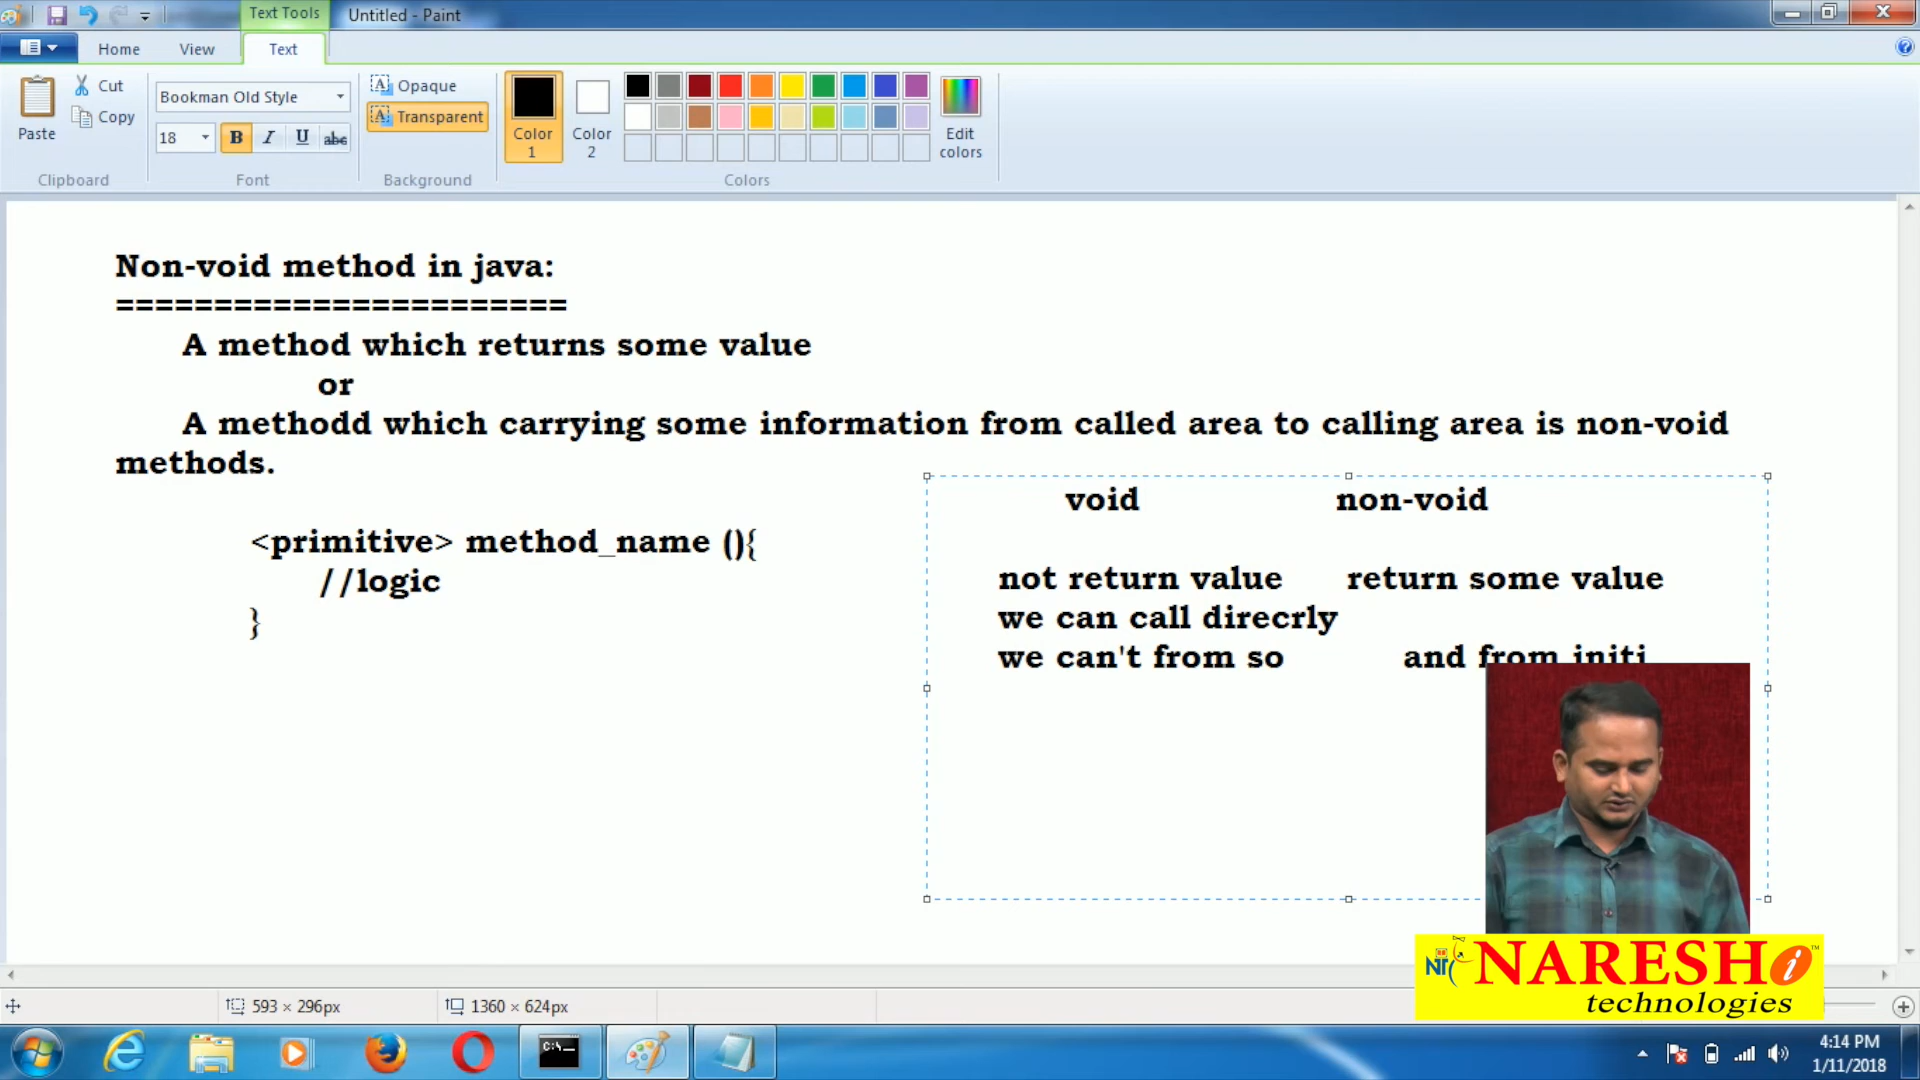 Text Tools
Untitled - Paint
Home
View
Text
Paste
Cut
Copy
Clipboard
Bookman Old Style
18
B
I
U
abc
Font
Opaque
Transparent
Background
Color 1
Color 2
Edit colors
Colors
Non-void method in java:
=======================
A method which returns some value
or
A methodd which carrying some information from called area to calling area is non-void
methods.
<primitive> method_name (){
//logic
}
void non-void
not return value return some value
we can call direcrly
we can't from so and from initi
NARESH i
technologies
593 × 296px
1360 × 624px
4:14 PM
1/11/2018